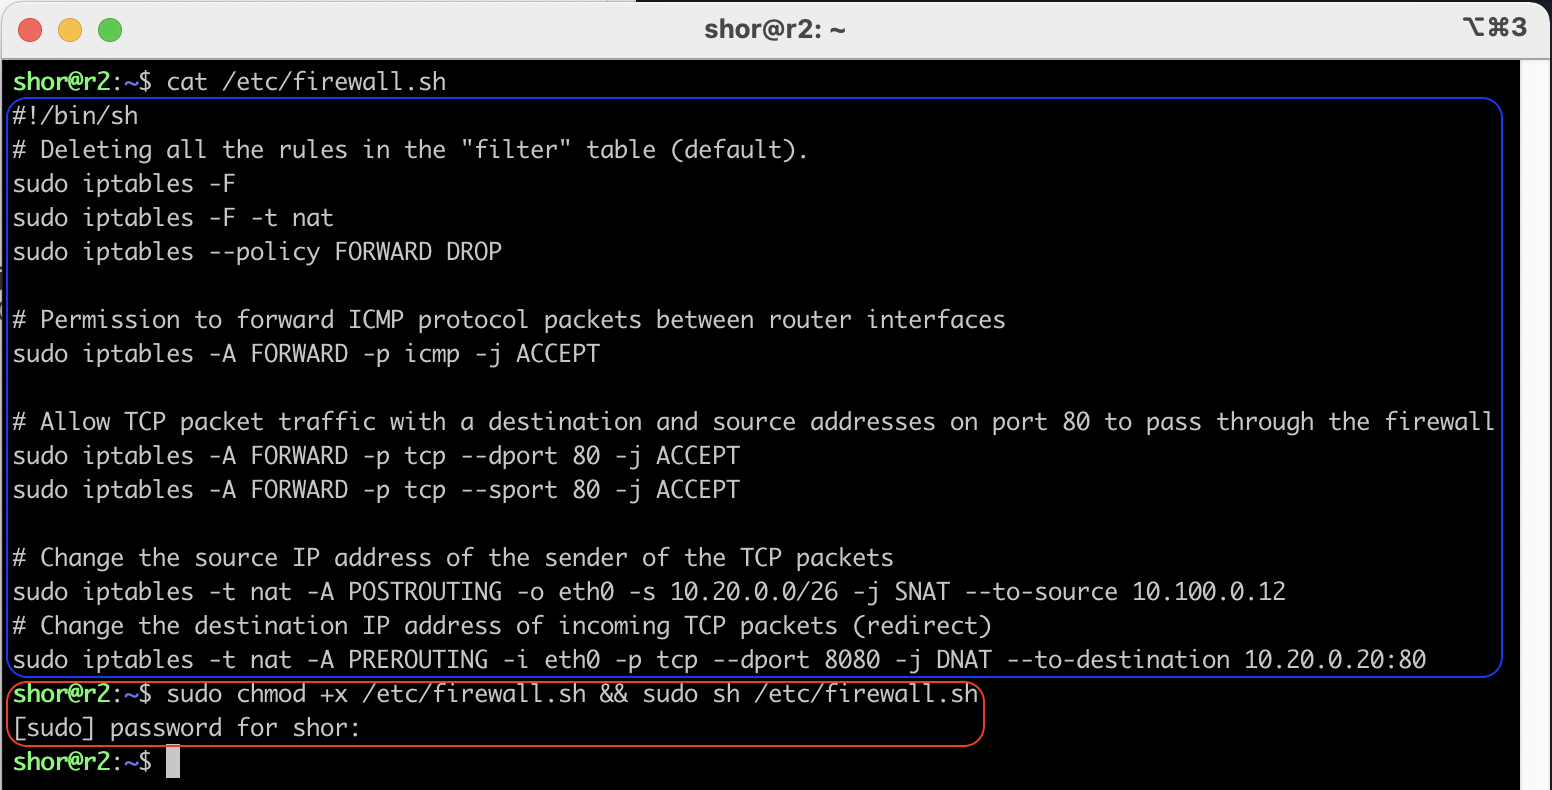 shor@r2: ~
⌥⌘3
shor@r2:~$ cat /etc/firewall.sh
#!/bin/sh
# Deleting all the rules in the "filter" table (default).
sudo iptables -F
sudo iptables -F -t nat
sudo iptables --policy FORWARD DROP
# Permission to forward ICMP protocol packets between router interfaces
sudo iptables -A FORWARD -p icmp -j ACCEPT
# Allow TCP packet traffic with a destination and source addresses on port 80 to pass through the firewall
sudo iptables -A FORWARD -p tcp --dport 80 -j ACCEPT
sudo iptables -A FORWARD -p tcp --sport 80 -j ACCEPT
# Change the source IP address of the sender of the TCP packets
sudo iptables -t nat -A POSTROUTING -o eth0 -s 10.20.0.0/26 -j SNAT --to-source 10.100.0.12
# Change the destination IP address of incoming TCP packets (redirect)
sudo iptables -t nat -A PREROUTING -i eth0 -p tcp --dport 8080 -j DNAT --to-destination 10.20.0.20:80
shor@r2:~$ sudo chmod +x /etc/firewall.sh && sudo sh /etc/firewall.sh
[sudo] password for shor:
shor@r2:~$